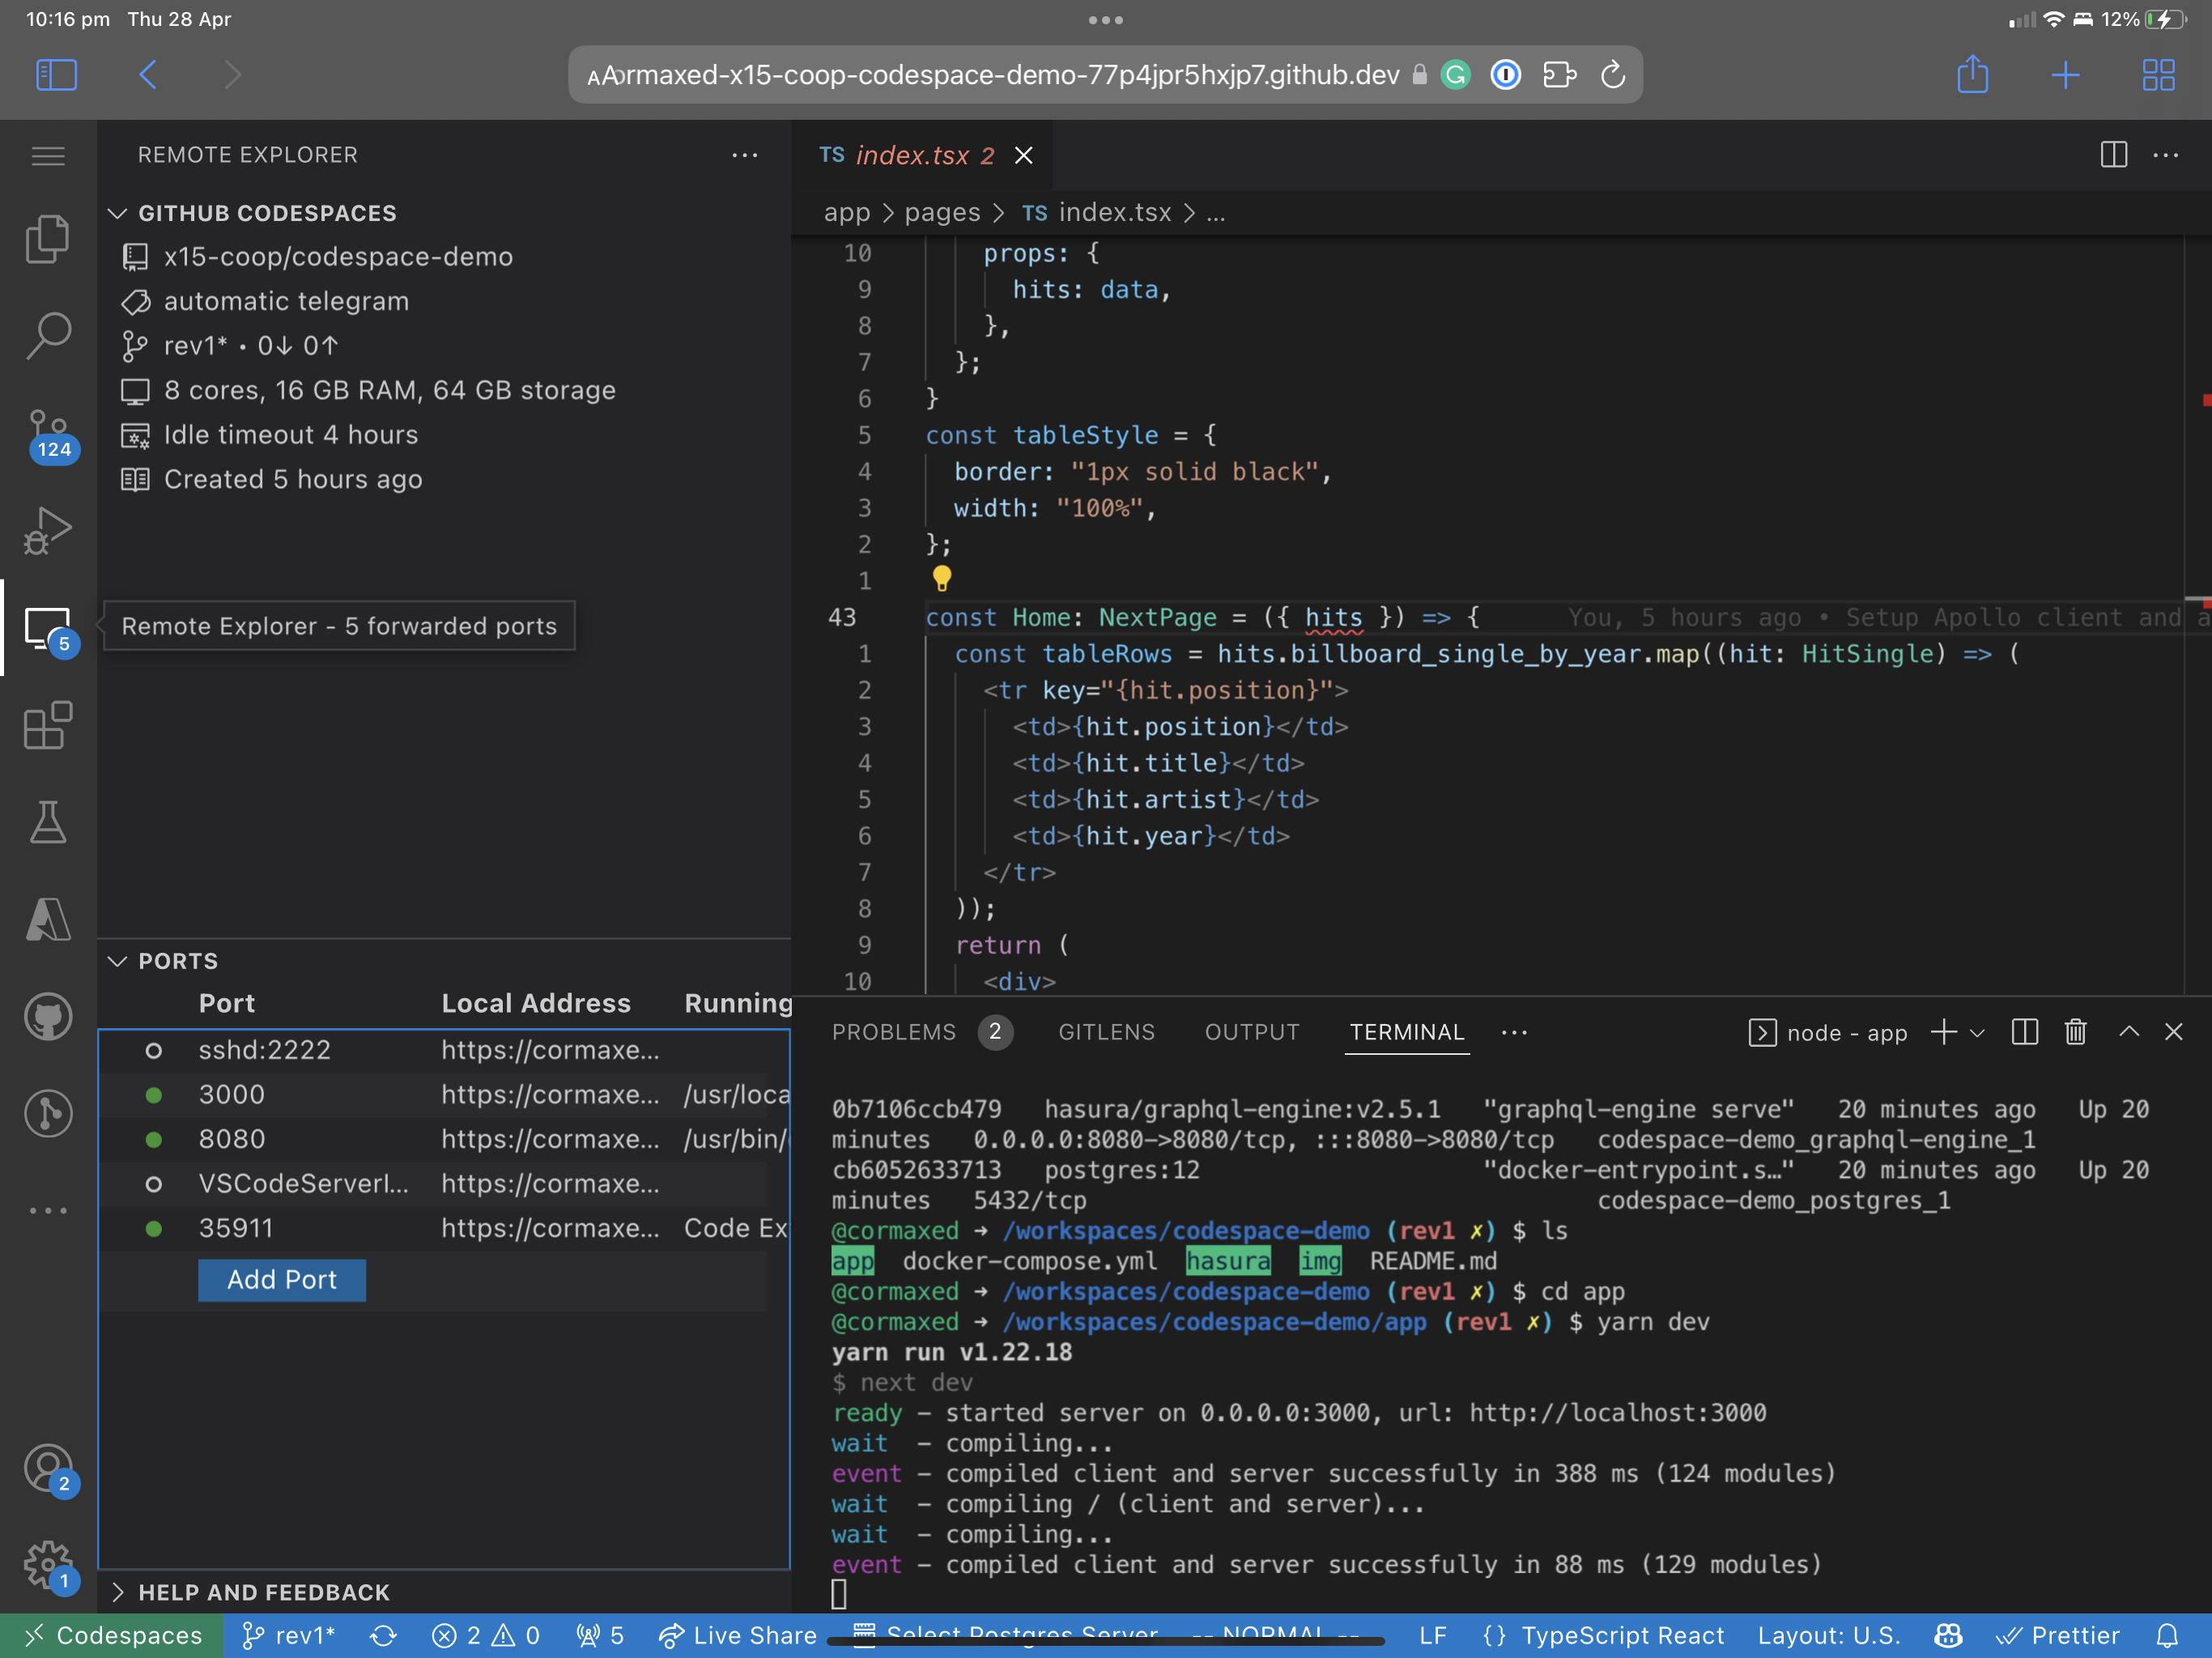 10:16 pm Thu 28 Apr
12%
AA ormaxed-x15-coop-codespace-demo-77p4jpr5hxjp7.github.dev
REMOTE EXPLORER
GITHUB CODESPACES
x15-coop/codespace-demo
automatic telegram
rev1* • 0↓ 0↑
8 cores, 16 GB RAM, 64 GB storage
Idle timeout 4 hours
Created 5 hours ago
124
5
Remote Explorer - 5 forwarded ports
PORTS
Port Local Address Running
sshd:2222 https://cormaxe...
3000 https://cormaxe... /usr/loca
8080 https://cormaxe... /usr/bin/
VSCodeServerI... https://cormaxe...
35911 https://cormaxe... Code Ex
Add Port
2
1
HELP AND FEEDBACK
TS index.tsx 2
app > pages > TS index.tsx > ...
10 props: {
9 hits: data,
8 },
7 };
6 }
5 const tableStyle = {
4 border: "1px solid black",
3 width: "100%",
2 };
1
43 const Home: NextPage = ({ hits }) => { You, 5 hours ago • Setup Apollo client and a
1 const tableRows = hits.billboard_single_by_year.map((hit: HitSingle) => (
2 <tr key="{hit.position}">
3 <td>{hit.position}</td>
4 <td>{hit.title}</td>
5 <td>{hit.artist}</td>
6 <td>{hit.year}</td>
7 </tr>
8 ));
9 return (
10 <div>
PROBLEMS 2 GITLENS OUTPUT TERMINAL ... node - app
0b7106ccb479 hasura/graphql-engine:v2.5.1 "graphql-engine serve" 20 minutes ago Up 20
minutes 0.0.0.0:8080->8080/tcp, :::8080->8080/tcp codespace-demo_graphql-engine_1
cb6052633713 postgres:12 "docker-entrypoint.s…" 20 minutes ago Up 20
minutes 5432/tcp codespace-demo_postgres_1
@cormaxed → /workspaces/codespace-demo (rev1 ✗) $ ls
app docker-compose.yml hasura img README.md
@cormaxed → /workspaces/codespace-demo (rev1 ✗) $ cd app
@cormaxed → /workspaces/codespace-demo/app (rev1 ✗) $ yarn dev
yarn run v1.22.18
$ next dev
ready - started server on 0.0.0.0:3000, url: http://localhost:3000
wait - compiling...
event - compiled client and server successfully in 388 ms (124 modules)
wait - compiling / (client and server)...
wait - compiling...
event - compiled client and server successfully in 88 ms (129 modules)
Codespaces rev1* 2 0 5 Live Share Select Postgres Server -- NORMAL -- LF {} TypeScript React Layout: U.S. Prettier